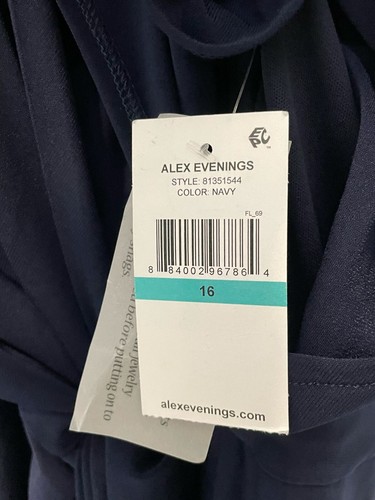 ALEX EVENINGS
STYLE: 81351544
COLOR: NAVY
FL_69
8 84002 96786 4
16
alexevenings.com
snags.
jewelry
before putting on to